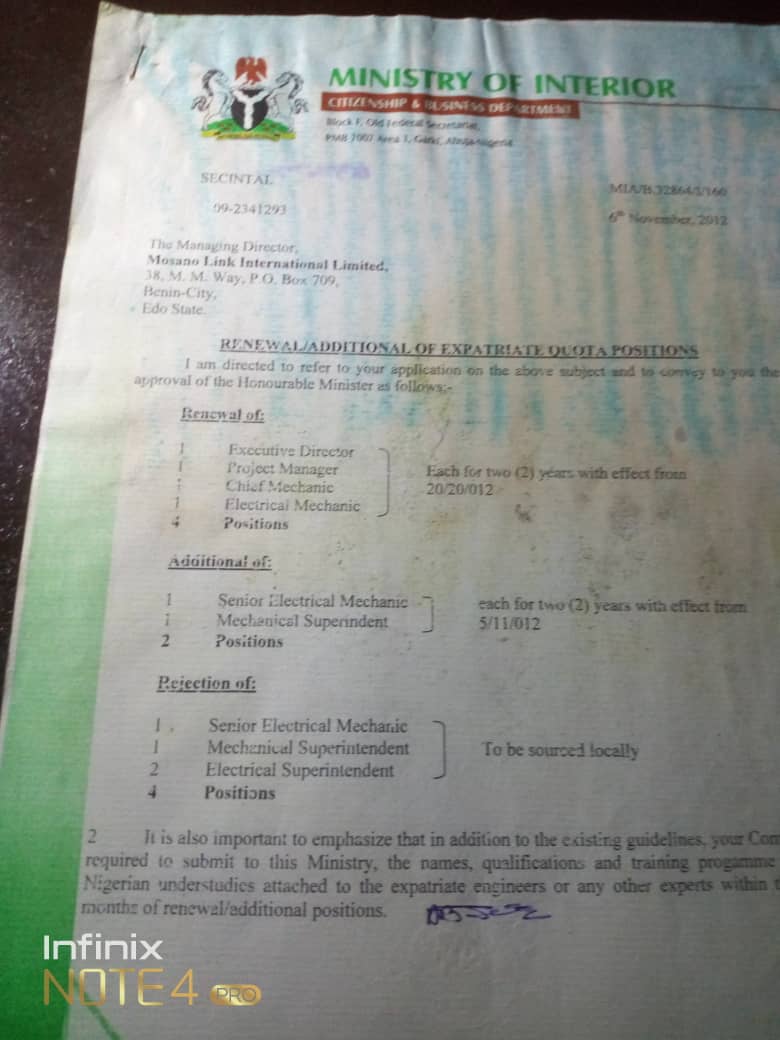 MINISTRY OF INTERIOR
CITIZENSHIP & BUSINESS DEPARTMENT
Block F, Old Federal Secretariat,
PMB 7007 Area 1, Garki, Abuja-Nigeria
SECINTAL
MIA/B.32864/1/160
09-2341293
6th November, 2012
The Managing Director,
Mosano Link International Limited,
38, M. M. Way, P.O. Box 709,
Benin-City,
Edo State.
RENEWAL/ADDITIONAL OF EXPATRIATE QUOTA POSITIONS
I am directed to refer to your application on the above subject and to convey to you the
approval of the Honourable Minister as follows:-
Renewal of:
1 Executive Director
1 Project Manager
1 Chief Mechanic
1 Electrical Mechanic
4 Positions
Each for two (2) years with effect from
20/20/012
Additional of:
1 Senior Electrical Mechanic
1 Mechanical Superindent
2 Positions
each for two (2) years with effect from
5/11/012
Rejection of:
1 Senior Electrical Mechanic
1 Mechanical Superintendent
2 Electrical Superintendent
4 Positions
To be sourced locally
2 It is also important to emphasize that in addition to the existing guidelines, your Com
required to submit to this Ministry, the names, qualifications and training progamme
Nigerian understudies attached to the expatriate engineers or any other experts within t
months of renewal/additional positions.
Infinix
NOTE 4 PRO